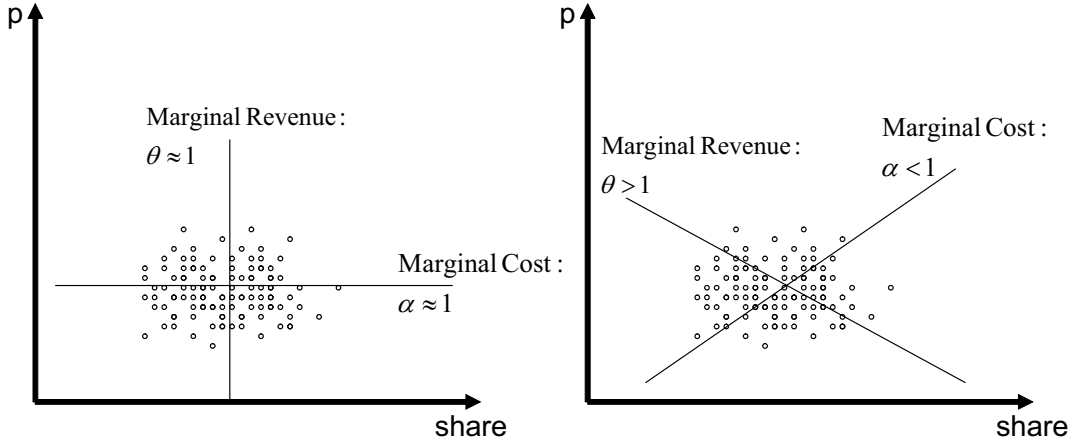 p
Marginal Revenue :
θ ≈ 1
Marginal Cost :
α ≈ 1
share
p
Marginal Cost :
Marginal Revenue :
α < 1
θ > 1
share